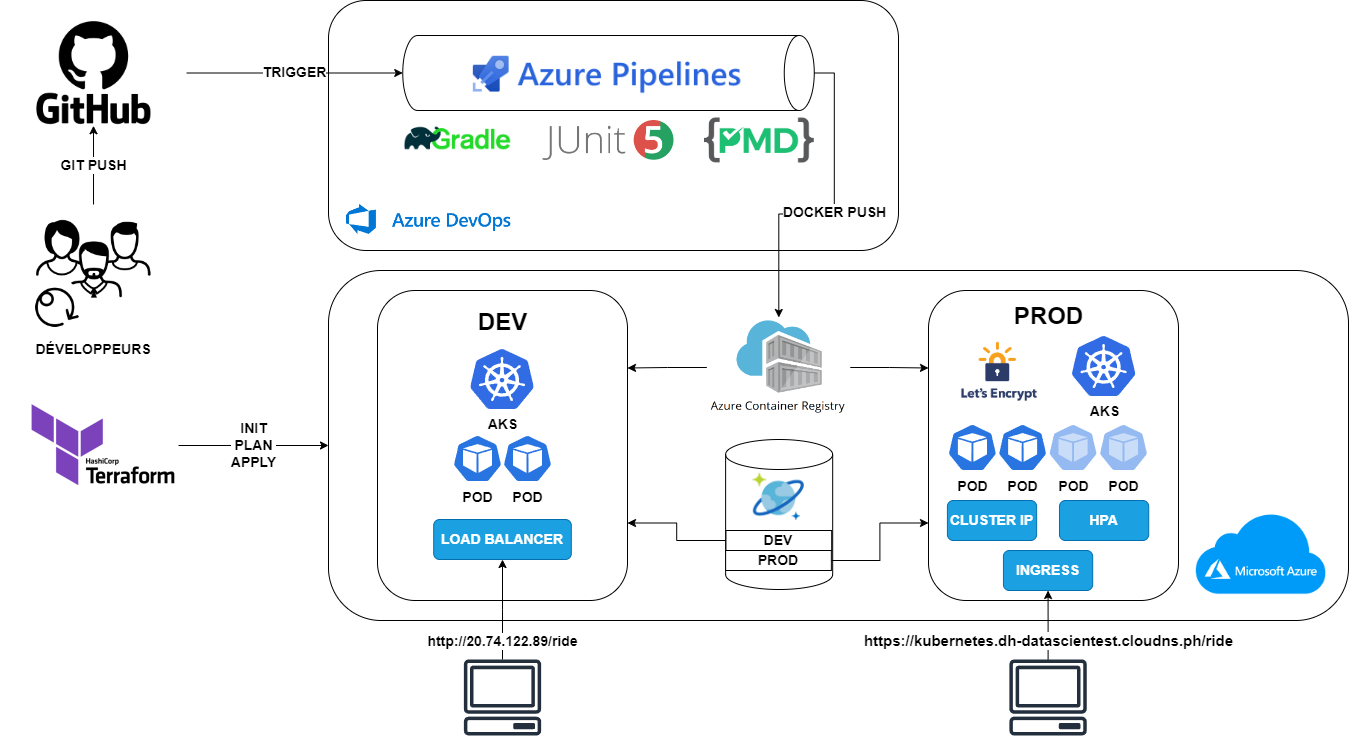 GitHub
GIT PUSH
DÉVELOPPEURS
TRIGGER
Azure Pipelines
Gradle
JUnit 5
{PMD}
Azure DevOps
DOCKER PUSH
HashiCorp
Terraform
INIT
PLAN
APPLY
DEV
AKS
POD POD
LOAD BALANCER
Azure Container Registry
DEV
PROD
PROD
Let's Encrypt
AKS
POD POD POD POD
CLUSTER IP
HPA
INGRESS
Microsoft Azure
http://20.74.122.89/ride
https://kubernetes.dh-datascientest.cloudns.ph/ride